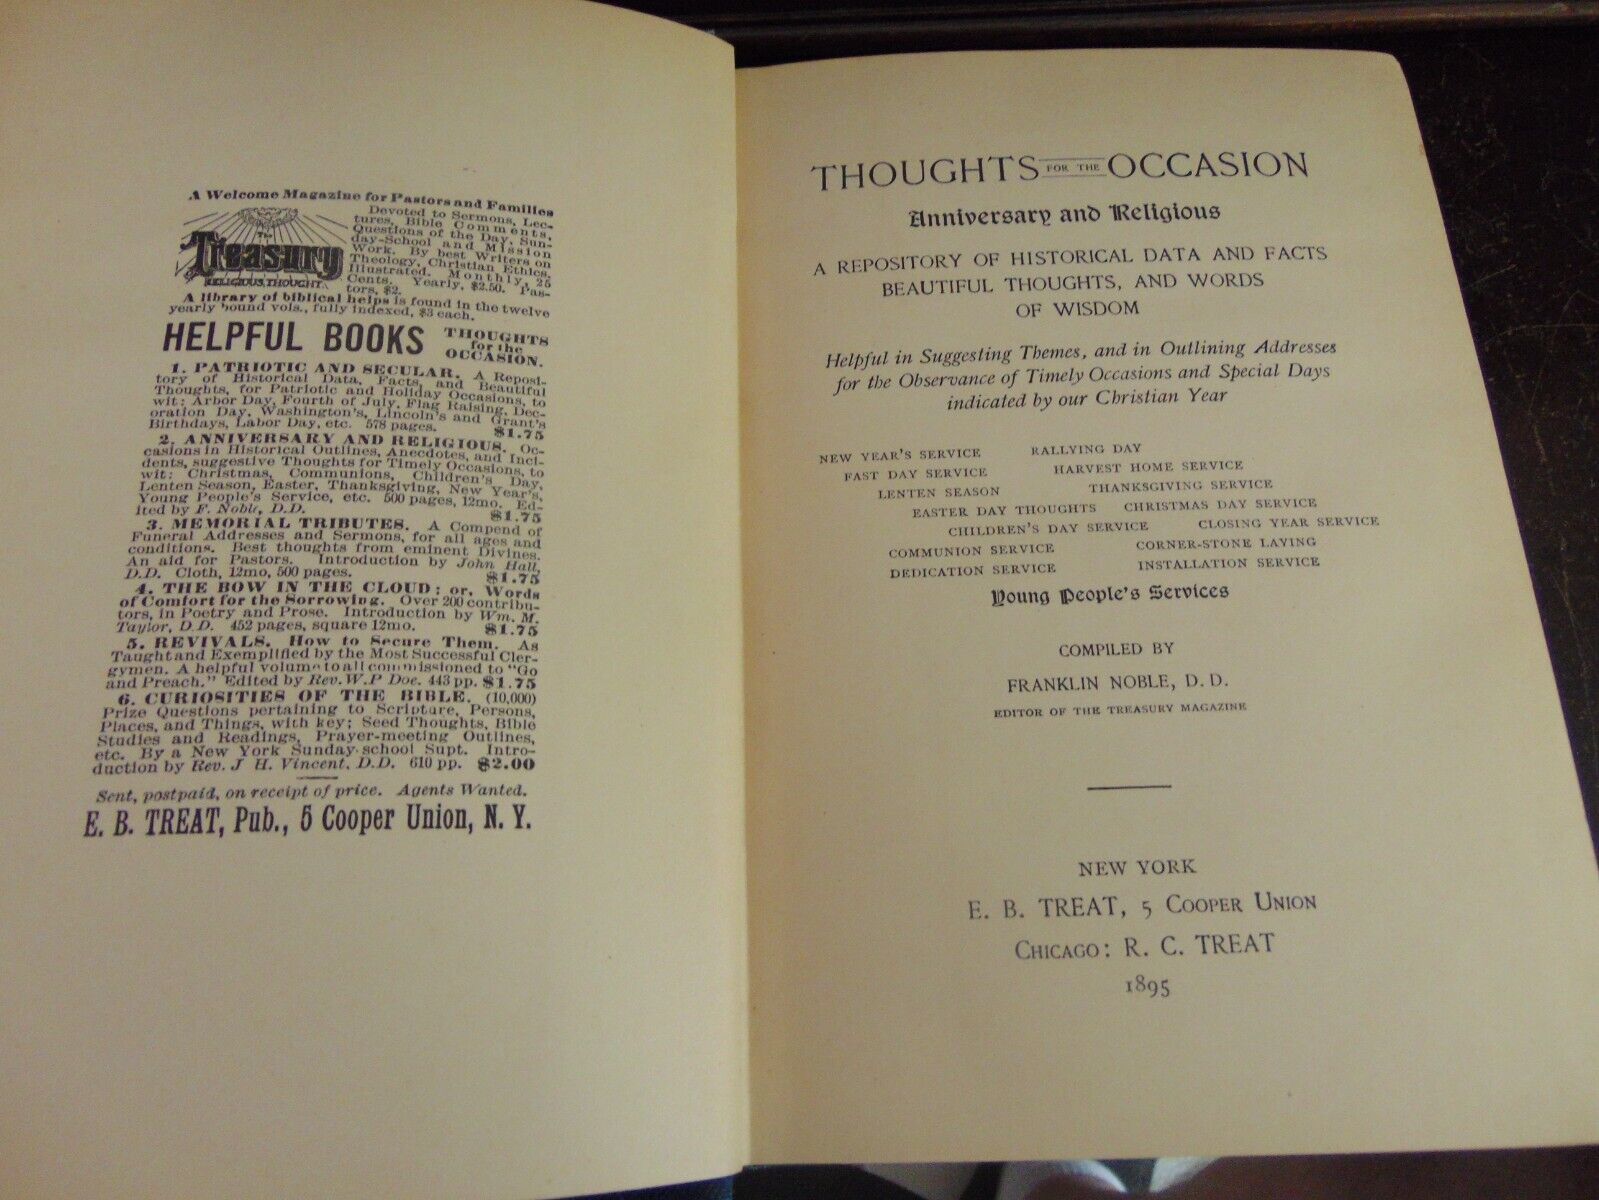 A Welcome Magazine for Pastors and Families
The
Treasury
RELIGIOUS THOUGHT
Devoted to Sermons, Lec-
tures, Bible Comments,
Questions of the Day, Sun-
day-School and Mission
Work. By best Writers on
Theology, Christian Ethics.
Illustrated. Monthly, 25
Cents. Yearly, $2.50. Pas-
tors, $2.
A library of biblical helps is found in the twelve
yearly bound vols., fully indexed, $3 each.
HELPFUL BOOKS
THOUGHTS
for the
OCCASION.
1. PATRIOTIC AND SECULAR. A Reposi-
tory of Historical Data, Facts, and Beautiful
Thoughts, for Patriotic and Holiday Occasions, to
wit: Arbor Day, Fourth of July, Flag Raising, Dec-
oration Day, Washington's, Lincoln's and Grant's
Birthdays, Labor Day, etc. 578 pages. $1.75
2. ANNIVERSARY AND RELIGIOUS. Oc-
casions in Historical Outlines, Anecdotes, and Inci-
dents, suggestive Thoughts for Timely Occasions, to
wit: Christmas, Communions, Children's Day,
Lenten Season, Easter, Thanksgiving, New Year's,
Young People's Service, etc. 500 pages, 12mo. Ed-
ited by F. Noble, D.D. $1.75
3. MEMORIAL TRIBUTES. A Compend of
Funeral Addresses and Sermons, for all ages and
conditions. Best thoughts from eminent Divines.
An aid for Pastors. Introduction by John Hall,
D.D. Cloth, 12mo, 500 pages. $1.75
4. THE BOW IN THE CLOUD; or, Words
of Comfort for the Sorrowing. Over 200 contribu-
tors, in Poetry and Prose. Introduction by Wm. M.
Taylor, D.D. 452 pages, square 12mo. $1.75
5. REVIVALS. How to Secure Them. As
Taught and Exemplified by the Most Successful Cler-
gymen. A helpful volume to all commissioned to "Go
and Preach." Edited by Rev. W.P Doe. 443 pp. $1.75
6. CURIOSITIES OF THE BIBLE. (10,000)
Prize Questions pertaining to Scripture, Persons,
Places, and Things, with key; Seed Thoughts, Bible
Studies and Readings, Prayer-meeting Outlines,
etc. By a New York Sunday-school Supt. Intro-
duction by Rev. J H. Vincent, D.D. 610 pp. $2.00
Sent, postpaid, on receipt of price. Agents Wanted.
E. B. TREAT, Pub., 5 Cooper Union, N. Y.
THOUGHTS FOR THE OCCASION
Anniversary and Religious
A REPOSITORY OF HISTORICAL DATA AND FACTS
BEAUTIFUL THOUGHTS, AND WORDS
OF WISDOM
Helpful in Suggesting Themes, and in Outlining Addresses
for the Observance of Timely Occasions and Special Days
indicated by our Christian Year
NEW YEAR'S SERVICE RALLYING DAY
FAST DAY SERVICE HARVEST HOME SERVICE
LENTEN SEASON THANKSGIVING SERVICE
EASTER DAY THOUGHTS CHRISTMAS DAY SERVICE
CHILDREN'S DAY SERVICE CLOSING YEAR SERVICE
COMMUNION SERVICE CORNER-STONE LAYING
DEDICATION SERVICE INSTALLATION SERVICE
Young People's Services
COMPILED BY
FRANKLIN NOBLE, D. D.
EDITOR OF THE TREASURY MAGAZINE
NEW YORK
E. B. TREAT, 5 COOPER UNION
CHICAGO: R. C. TREAT
1895